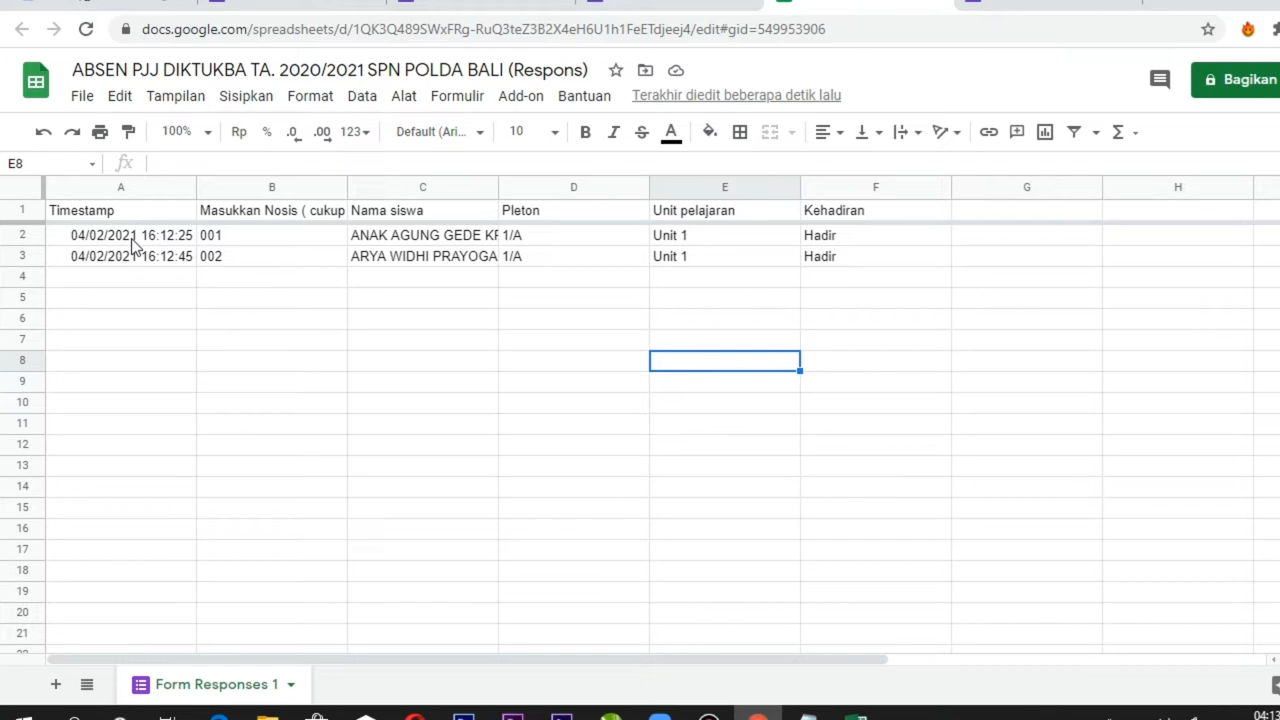 docs.google.com/spreadsheets/d/1QK3Q489SWxFRg-RuQ3teZ3B2X4eH6U1h1FeETdjeej4/edit#gid=549953906
ABSEN PJJ DIKTUKBA TA. 2020/2021 SPN POLDA BALI (Respons)
Bagikan
File Edit Tampilan Sisipkan Format Data Alat Formulir Add-on Bantuan Terakhir diedit beberapa detik lalu
100% Rp % .0 .00 123 Default (Ari... 10 B I S A Σ
E8 fx
A B C D E F G H
1 Timestamp Masukkan Nosis ( cukup Nama siswa Pleton Unit pelajaran Kehadiran
2 04/02/2021 16:12:25 001 ANAK AGUNG GEDE 1/A Unit 1 Hadir
3 04/02/2021 16:12:45 002 ARYA WIDHI PRAYOGA 1/A Unit 1 Hadir
4
5
6
7
8
9
10
11
12
13
14
15
16
17
18
19
20
21
Form Responses 1
04:13